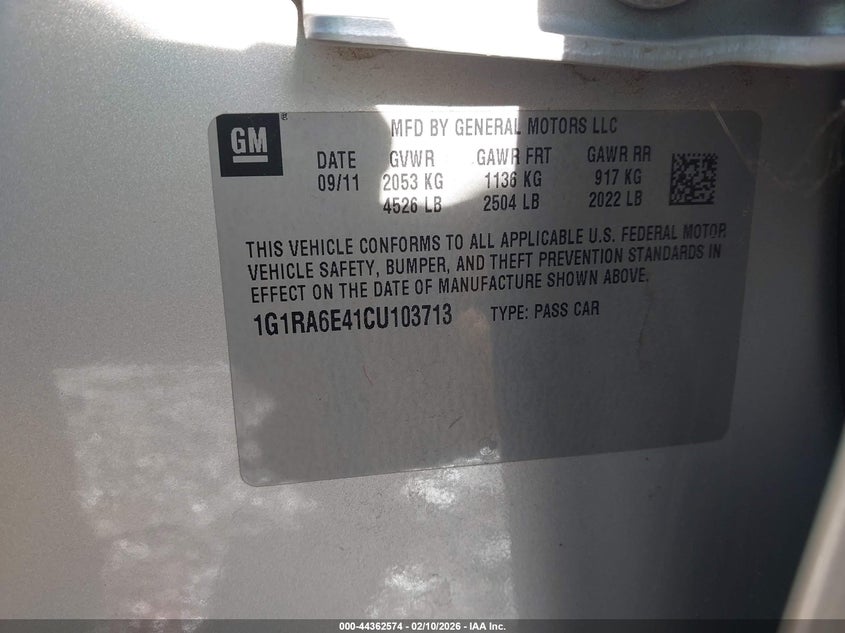 GM
MFD BY GENERAL MOTORS LLC
DATE GVWR GAWR FRT GAWR RR
09/11 2053 KG 1136 KG 917 KG
4526 LB 2504 LB 2022 LB
THIS VEHICLE CONFORMS TO ALL APPLICABLE U.S. FEDERAL MOTOR
VEHICLE SAFETY, BUMPER, AND THEFT PREVENTION STANDARDS IN
EFFECT ON THE DATE OF MANUFACTURE SHOWN ABOVE.
1G1RA6E41CU103713 TYPE: PASS CAR
000-44362574 / 02/10/2026 - IAA Inc.